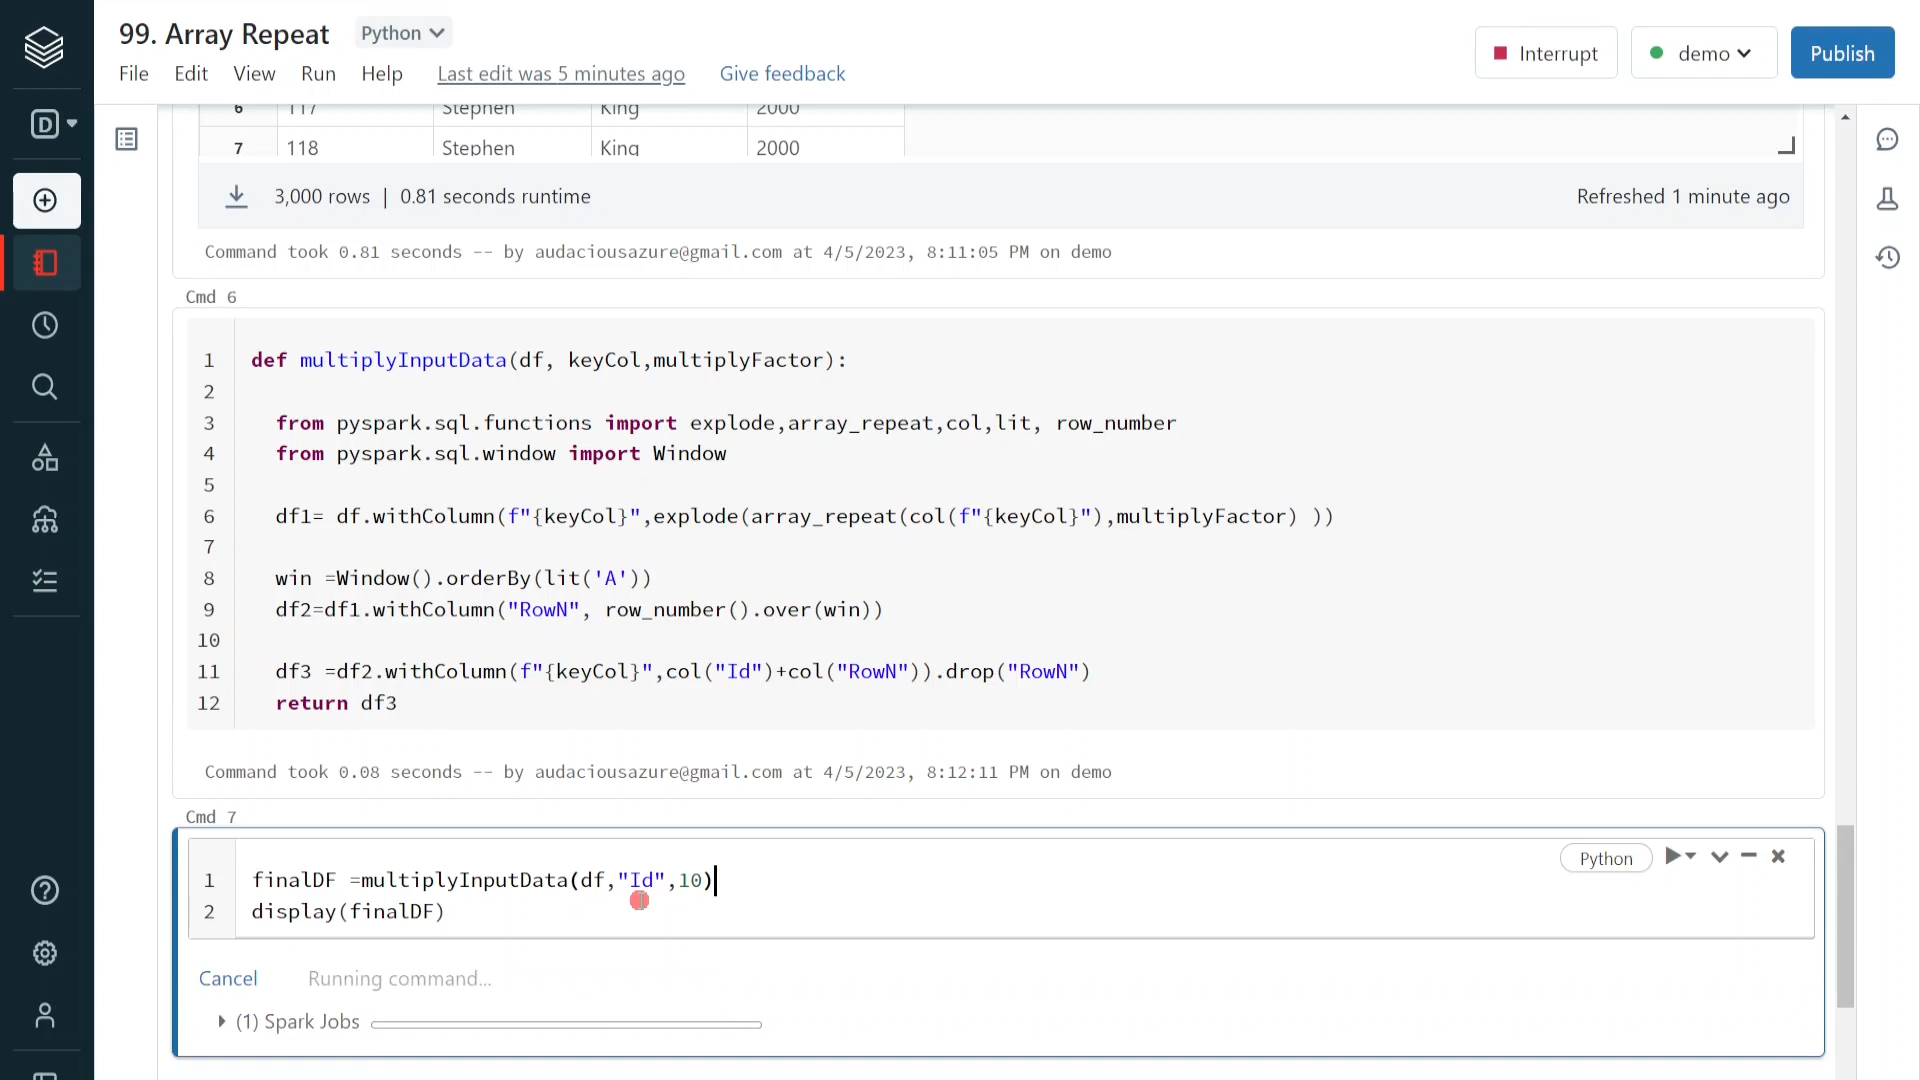 99. Array Repeat Python
File Edit View Run Help Last edit was 5 minutes ago Give feedback
Interrupt demo Publish
D
6 117 Stephen King 2000
7 118 Stephen King 2000
3,000 rows | 0.81 seconds runtime Refreshed 1 minute ago
Command took 0.81 seconds -- by audaciousazure@gmail.com at 4/5/2023, 8:11:05 PM on demo
Cmd 6
1 def multiplyInputData(df, keyCol,multiplyFactor):
2
3 from pyspark.sql.functions import explode,array_repeat,col,lit, row_number
4 from pyspark.sql.window import Window
5
6 df1= df.withColumn(f"{keyCol}",explode(array_repeat(col(f"{keyCol}"),multiplyFactor) ))
7
8 win =Window().orderBy(lit('A'))
9 df2=df1.withColumn("RowN", row_number().over(win))
10
11 df3 =df2.withColumn(f"{keyCol}",col("Id")+col("RowN")).drop("RowN")
12 return df3
Command took 0.08 seconds -- by audaciousazure@gmail.com at 4/5/2023, 8:12:11 PM on demo
Cmd 7
Python
1 finalDF =multiplyInputData(df,"Id",10)
2 display(finalDF)
Cancel Running command...
(1) Spark Jobs